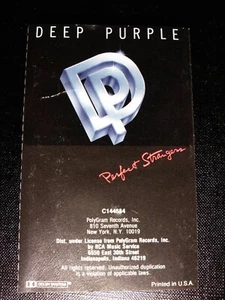 DEEP PURPLE
DP
Perfect Strangers
C144684
PolyGram Records, Inc.
810 Seventh Avenue
New York, N.Y. 10019
Dist. under License from PolyGram Records, Inc.
by RCA Music Service
6550 East 30th Street
Indianapolis, Indiana 46219
All rights reserved. Unauthorized duplication
is a violation of applicable laws.
Printed in U.S.A.